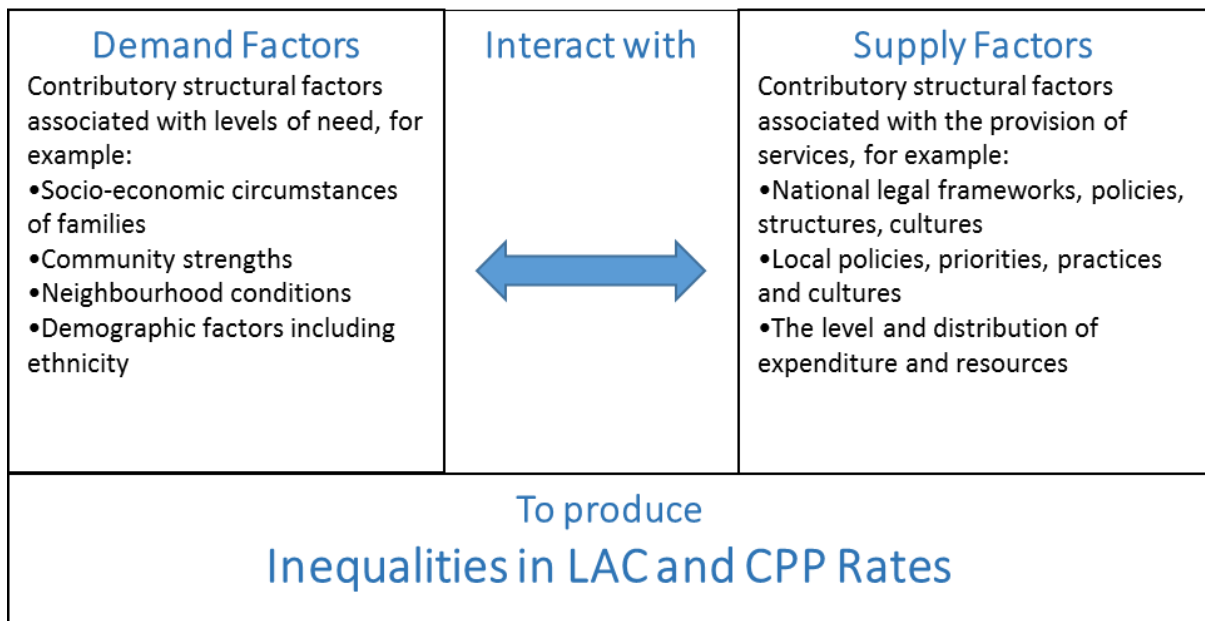 Demand Factors
Contributory structural factors
associated with levels of need, for
example:
•Socio-economic circumstances
of families
•Community strengths
•Neighbourhood conditions
•Demographic factors including
ethnicity
Interact with
Supply Factors
Contributory structural factors
associated with the provision of
services, for example:
•National legal frameworks, policies,
structures, cultures
•Local policies, priorities, practices
and cultures
•The level and distribution of
expenditure and resources
To produce
Inequalities in LAC and CPP Rates